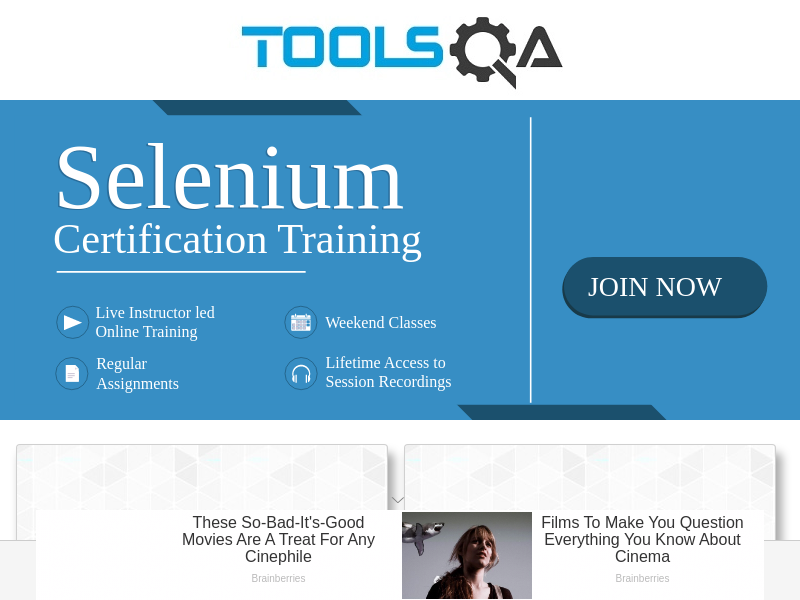 TOOLSQA
Selenium
Certification Training
JOIN NOW
Live Instructor led
Online Training
Weekend Classes
Regular
Assignments
Lifetime Access to
Session Recordings
These So-Bad-It's-Good
Movies Are A Treat For Any
Cinephile
Brainberries
Films To Make You Question
Everything You Know About
Cinema
Brainberries